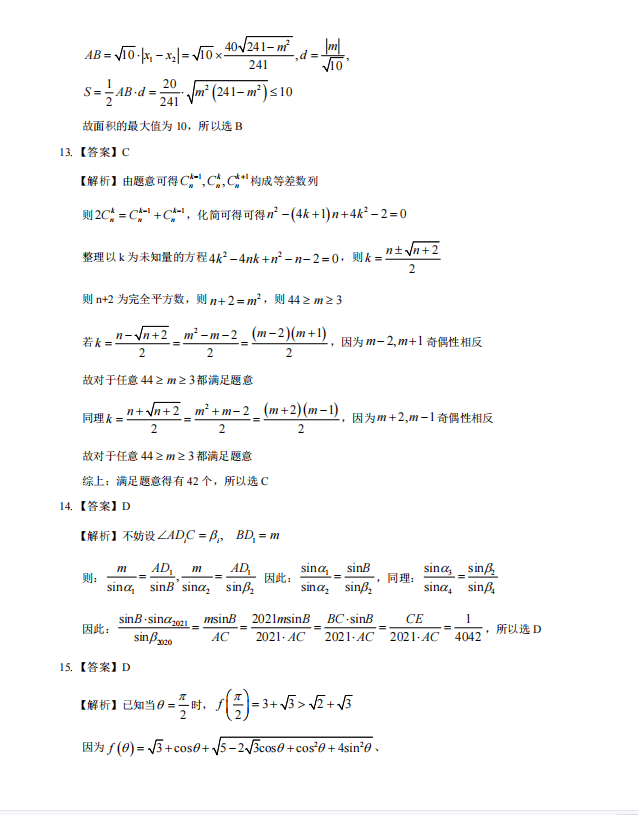 AB = √10·|x₁ − x₂| = √10 × 40√(241−m²)/241, d = |m|/√10,
S = 1/2 AB·d = 20/241·√(m²(241−m²)) ≤ 10
故面积的最大值为 10，所以选 B
13. 【答案】C
【解析】由题意可得 Cₙᵏ⁻¹, Cₙᵏ, Cₙᵏ⁺¹ 构成等差数列
则 2Cₙᵏ = Cₙᵏ⁻¹ + Cₙᵏ⁻¹，化简可得可得 n² − (4k+1)n + 4k² − 2 = 0
整理以 k 为未知量的方程 4k² − 4nk + n² − n − 2 = 0，则 k = (n±√(n+2))/2
则 n+2 为完全平方数，则 n+2 = m²，则 44 ≥ m ≥ 3
若 k = (n−√(n+2))/2 = (m²−m−2)/2 = (m−2)(m+1)/2，因为 m−2,m+1 奇偶性相反
故对于任意 44 ≥ m ≥ 3 都满足题意
同理 k = (n+√(n+2))/2 = (m²+m−2)/2 = (m+2)(m−1)/2，因为 m+2,m−1 奇偶性相反
故对于任意 44 ≥ m ≥ 3 都满足题意
综上：满足题意得有 42 个，所以选 C
14. 【答案】D
【解析】不妨设 ∠ADᵢC = βᵢ, BD₁ = m
则：m/sinα₁ = AD₁/sinB, m/sinα₂ = AD₁/sinβ₂ 因此：sinα₁/sinα₂ = sinB/sinβ₂，同理：sinα₃/sinα₄ = sinβ₂/sinβ₄
因此：sinB·sinα₂₀₂₁/sinβ₂₀₂₀ = msinB/AC = 2021msinB/2021·AC = BC·sinB/2021·AC = CE/2021·AC = 1/4042，所以选 D
15. 【答案】D
【解析】已知当 θ = π/2 时，f(π/2) = 3+√3 > √2+√3
因为 f(θ) = √3+cosθ+√(5−2√3cosθ+cos²θ+4sin²θ)、